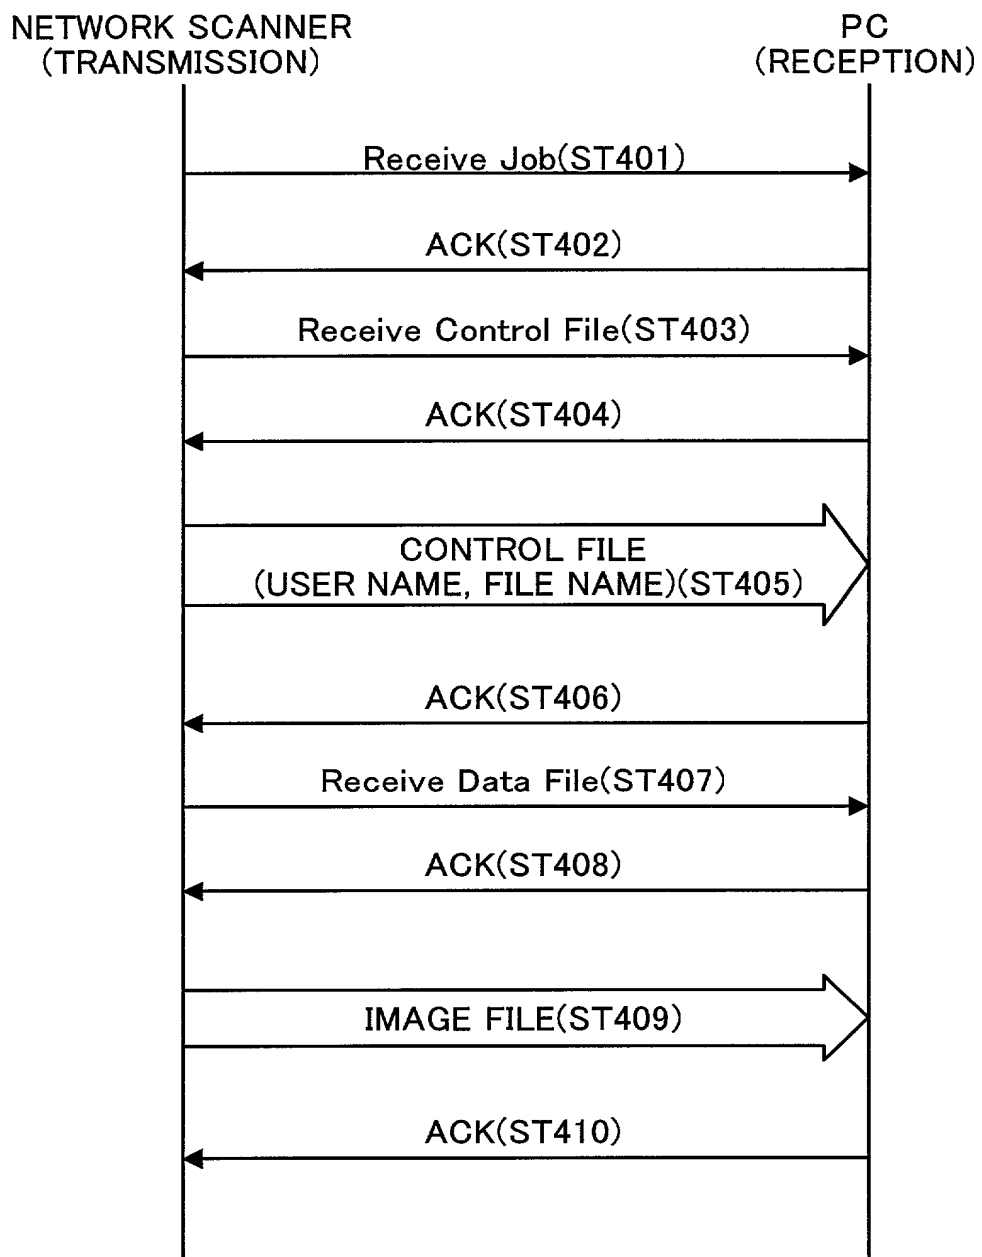 NETWORK SCANNER
(TRANSMISSION)
PC
(RECEPTION)
Receive Job(ST401)
ACK(ST402)
Receive Control File(ST403)
ACK(ST404)
CONTROL FILE
(USER NAME, FILE NAME)(ST405)
ACK(ST406)
Receive Data File(ST407)
ACK(ST408)
IMAGE FILE(ST409)
ACK(ST410)